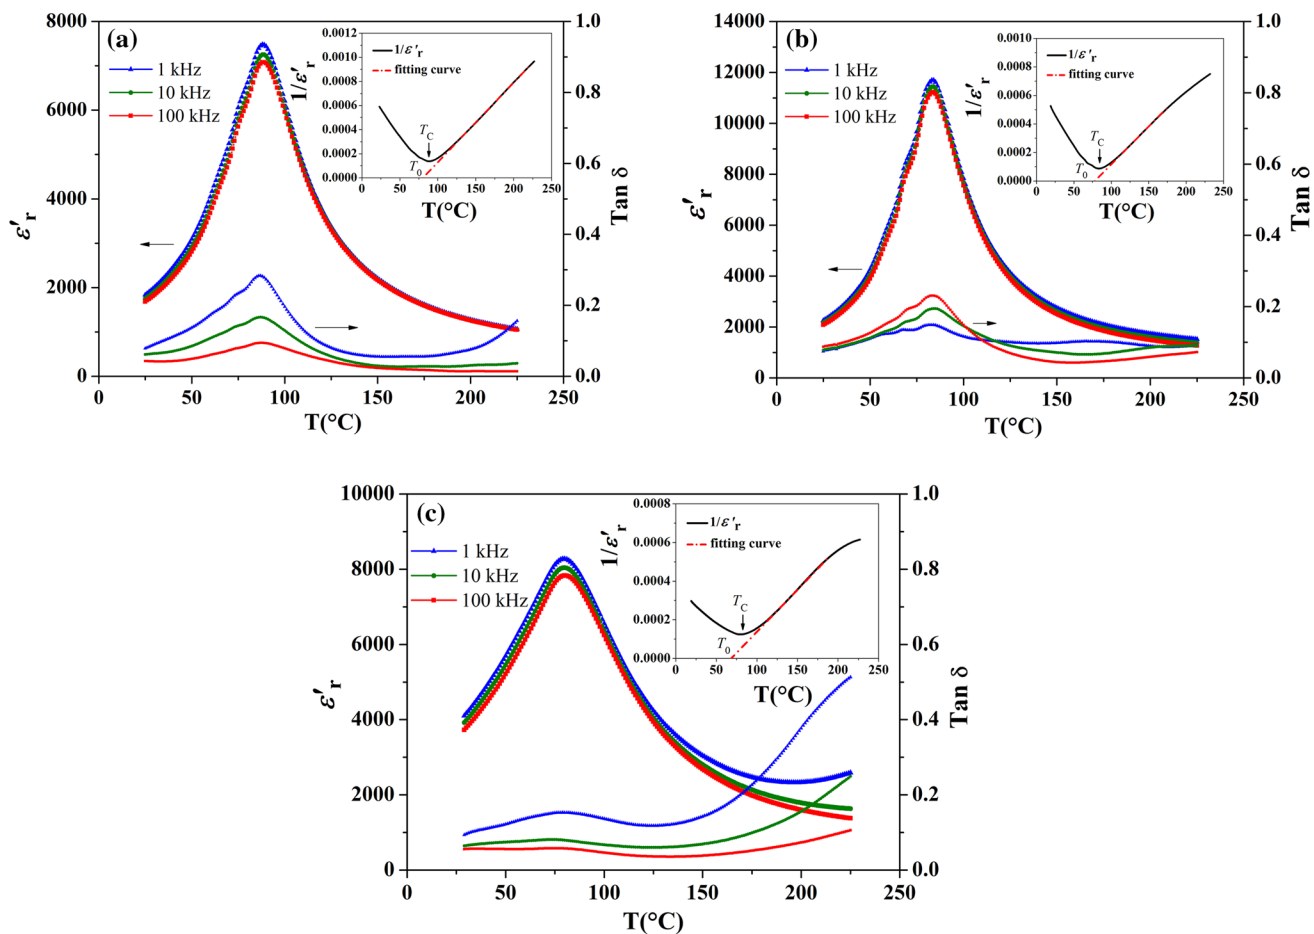 (a)
1 kHz
10 kHz
100 kHz
8000
6000
4000
2000
0
ε′r
0 50 100 150 200 250
T(°C)
1.0
0.8
0.6
0.4
0.2
0.0
Tan δ
1/ε′r
fitting curve
TC
T0
0.0012
0.0010
0.0008
0.0006
0.0004
0.0002
0.0000
1/ε′r
0 50 100 150 200 250
T(°C)
(b)
1 kHz
10 kHz
100 kHz
14000
12000
10000
8000
6000
4000
2000
0
ε′r
0 50 100 150 200 250
T(°C)
1.0
0.8
0.6
0.4
0.2
0.0
Tan δ
1/ε′r
fitting curve
TC
T0
0.0010
0.0008
0.0006
0.0004
0.0002
0.0000
1/ε′r
0 50 100 150 200 250
T(°C)
(c)
1 kHz
10 kHz
100 kHz
10000
8000
6000
4000
2000
0
ε′r
0 50 100 150 200 250
T(°C)
1.0
0.8
0.6
0.4
0.2
0.0
Tan δ
1/ε′r
fitting curve
TC
T0
0.0008
0.0006
0.0004
0.0002
0.0000
1/ε′r
0 50 100 150 200 250
T(°C)